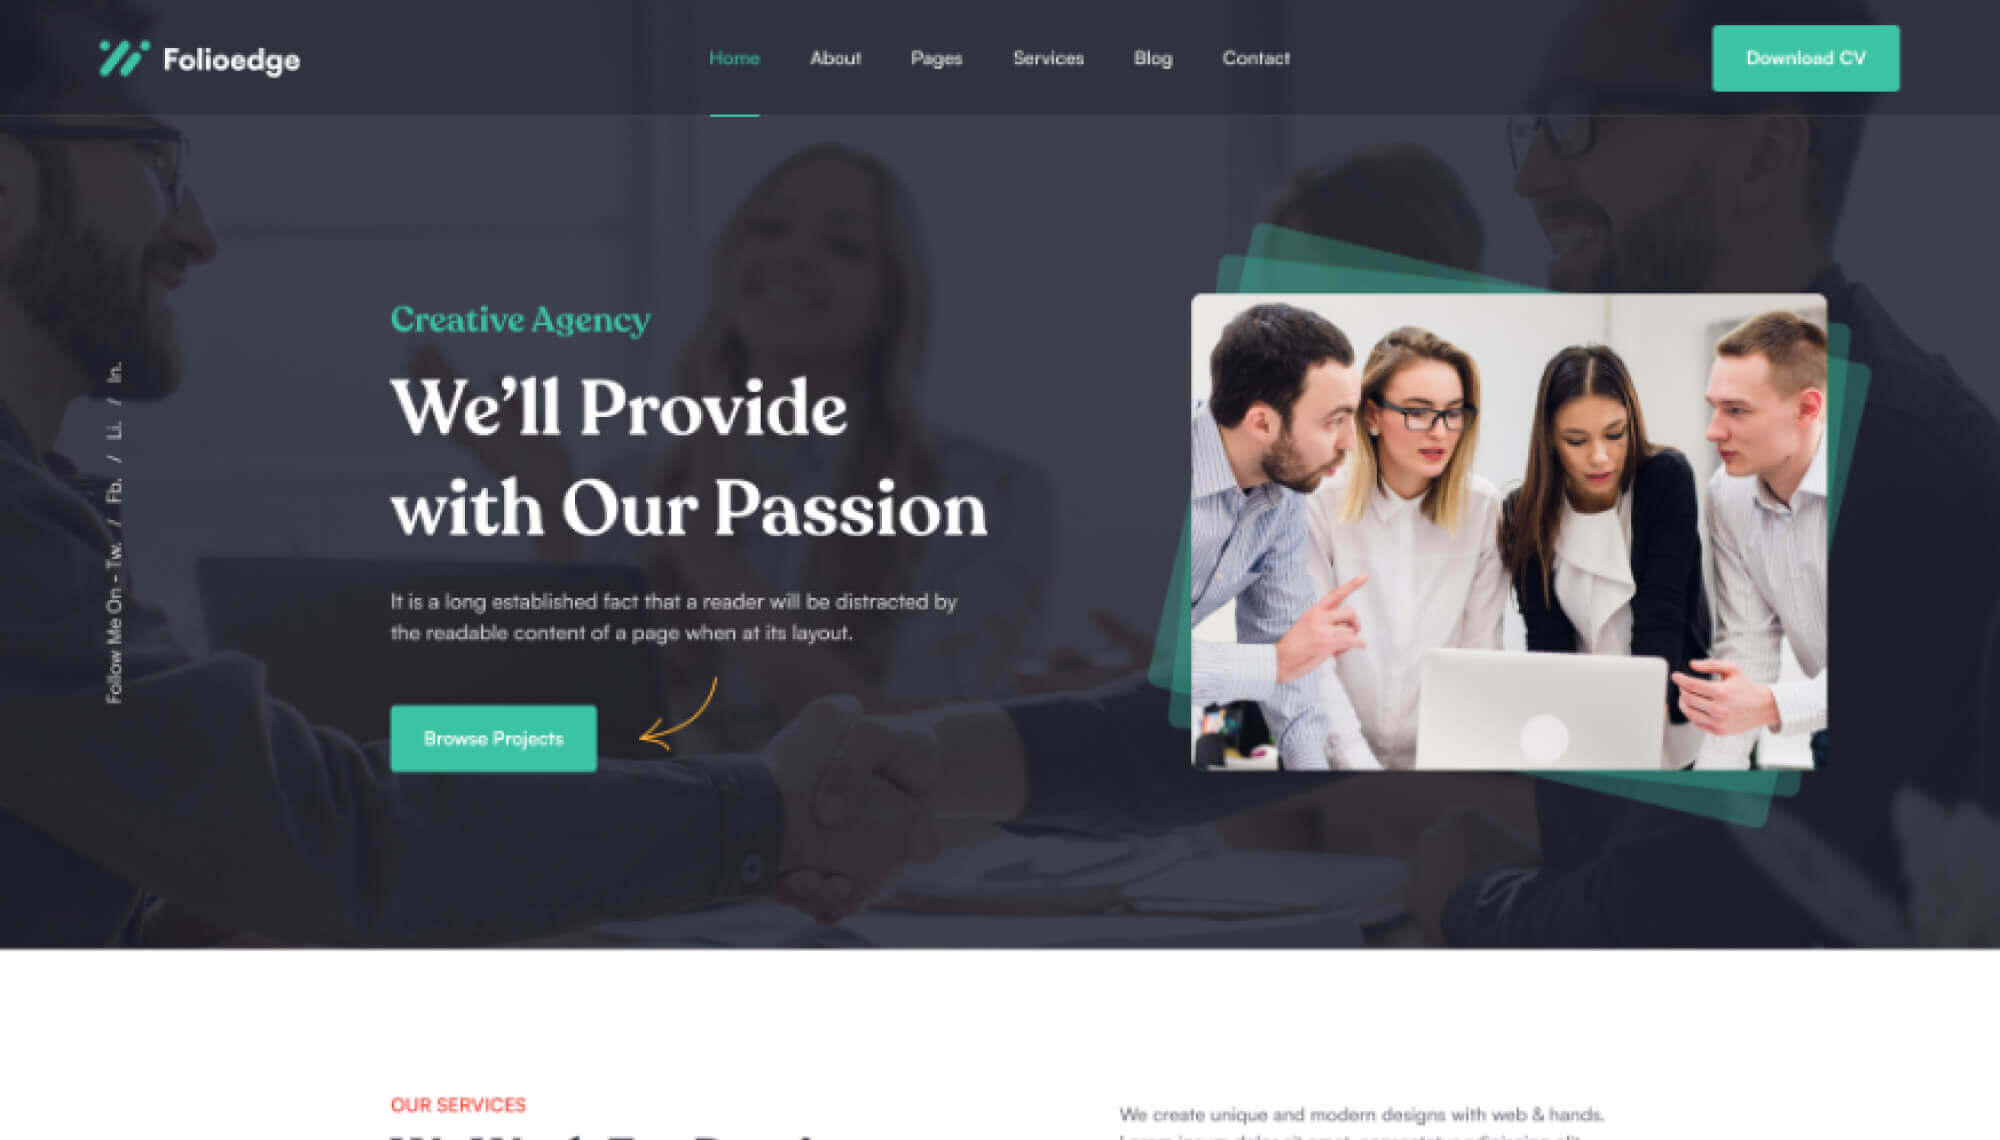 Folioedge
Home
About
Pages
Services
Blog
Contact
Download CV
Follow Me On - Tw. / Fb. / Li. / In.
Creative Agency
We'll Provide
with Our Passion
It is a long established fact that a reader will be distracted by
the readable content of a page when at its layout.
Browse Projects
OUR SERVICES
We create unique and modern designs with web & hands.